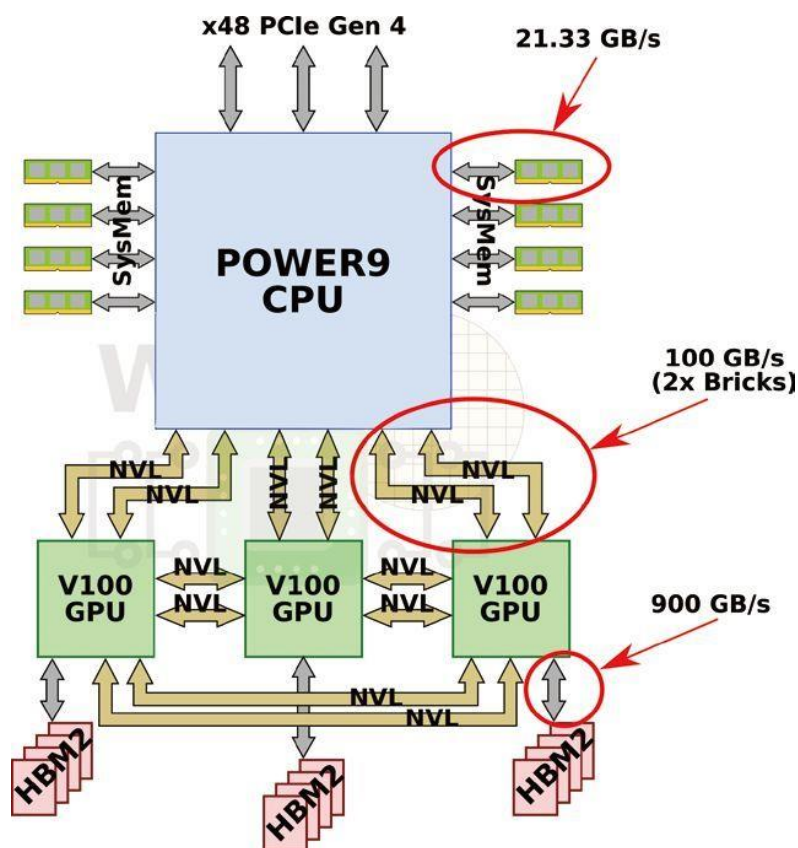 x48 PCIe Gen 4
21.33 GB/s
SysMem
SysMem
POWER9
CPU
100 GB/s
(2x Bricks)
NVL
NVL
NVL
NVL
NVL
NVL
V100
GPU
NVL
NVL
V100
GPU
NVL
NVL
V100
GPU
900 GB/s
NVL
NVL
HBM2
HBM2
HBM2